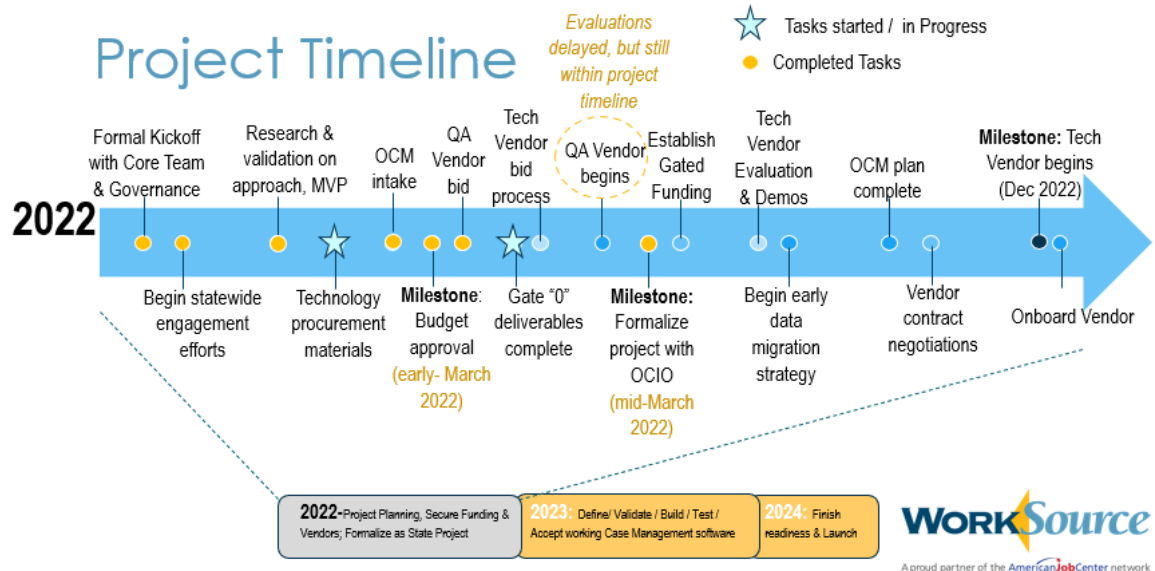 Project Timeline
Evaluations
delayed, but still
within project
timeline
Tasks started / in Progress
Completed Tasks
2022
Formal Kickoff
with Core Team
& Governance
Research &
validation on
approach, MVP
OCM
intake
QA
Vendor
bid
Tech
Vendor
bid
process
QA Vendor
begins
Establish
Gated
Funding
Tech
Vendor
Evaluation
& Demos
OCM plan
complete
Milestone: Tech
Vendor begins
(Dec 2022)
Begin statewide
engagement
efforts
Technology
procurement
materials
Milestone:
Budget
approval
(early- March
2022)
Gate “0”
deliverables
complete
Milestone:
Formalize
project with
OCIO
(mid-March
2022)
Begin early
data
migration
strategy
Vendor
contract
negotiations
Onboard Vendor
2022-Project Planning, Secure Funding &
Vendors; Formalize as State Project
2023: Define/ Validate / Build / Test /
Accept working Case Management software
2024: Finish
readiness & Launch
WORKSource
A proud partner of the AmericanJobCenter network